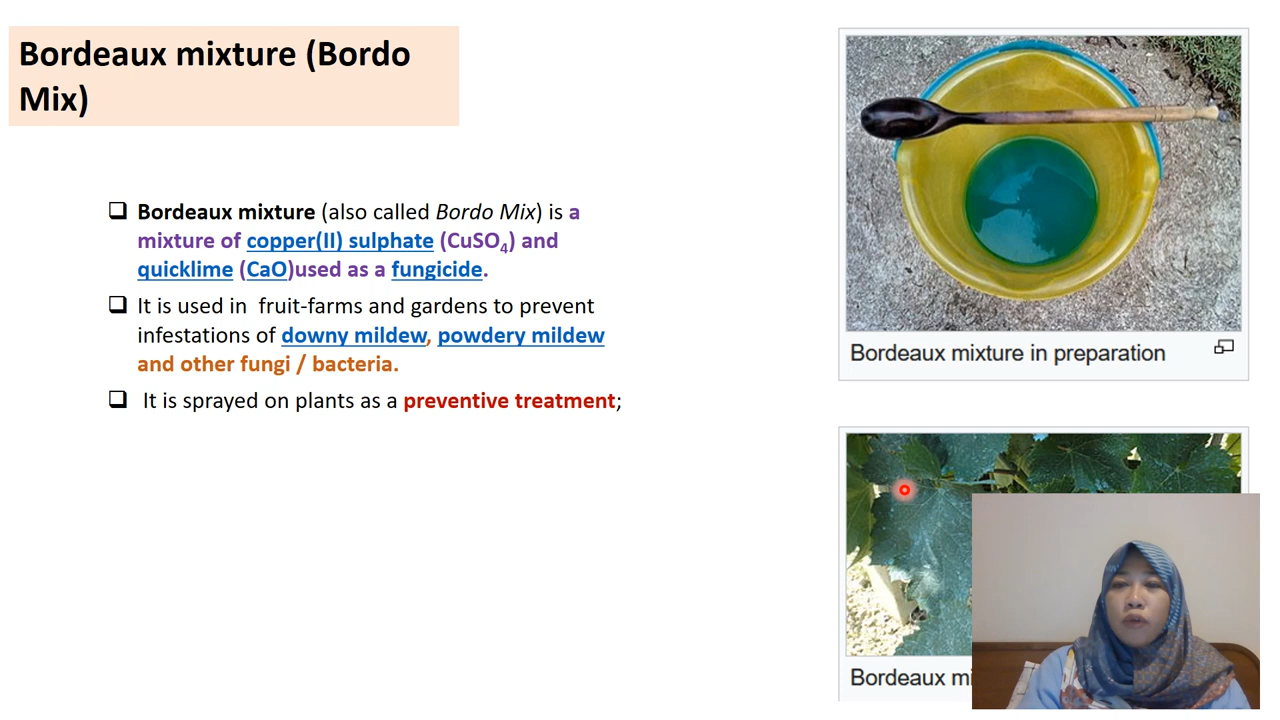 Bordeaux mixture (Bordo
Mix)
Bordeaux mixture (also called Bordo Mix) is a
mixture of copper(II) sulphate (CuSO4) and
quicklime (CaO)used as a fungicide.
It is used in fruit-farms and gardens to prevent
infestations of downy mildew, powdery mildew
and other fungi / bacteria.
It is sprayed on plants as a preventive treatment;
Bordeaux mixture in preparation
Bordeaux mi